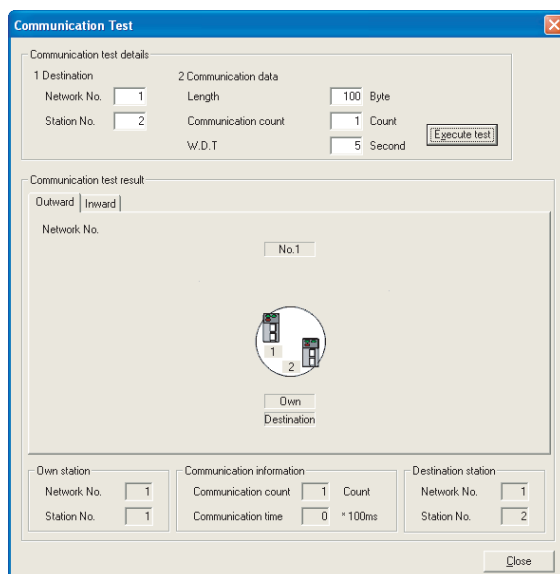 Communication Test
Communication test details
1 Destination
Network No. 1
Station No. 2
2 Communication data
Length 100 Byte
Communication count 1 Count
W.D.T 5 Second
Execute test
Communication test result
Outward Inward
Network No.
No.1
1
2
Own
Destination
Own station
Network No. 1
Station No. 1
Communication information
Communication count 1 Count
Communication time 0 * 100ms
Destination station
Network No. 1
Station No. 2
Close